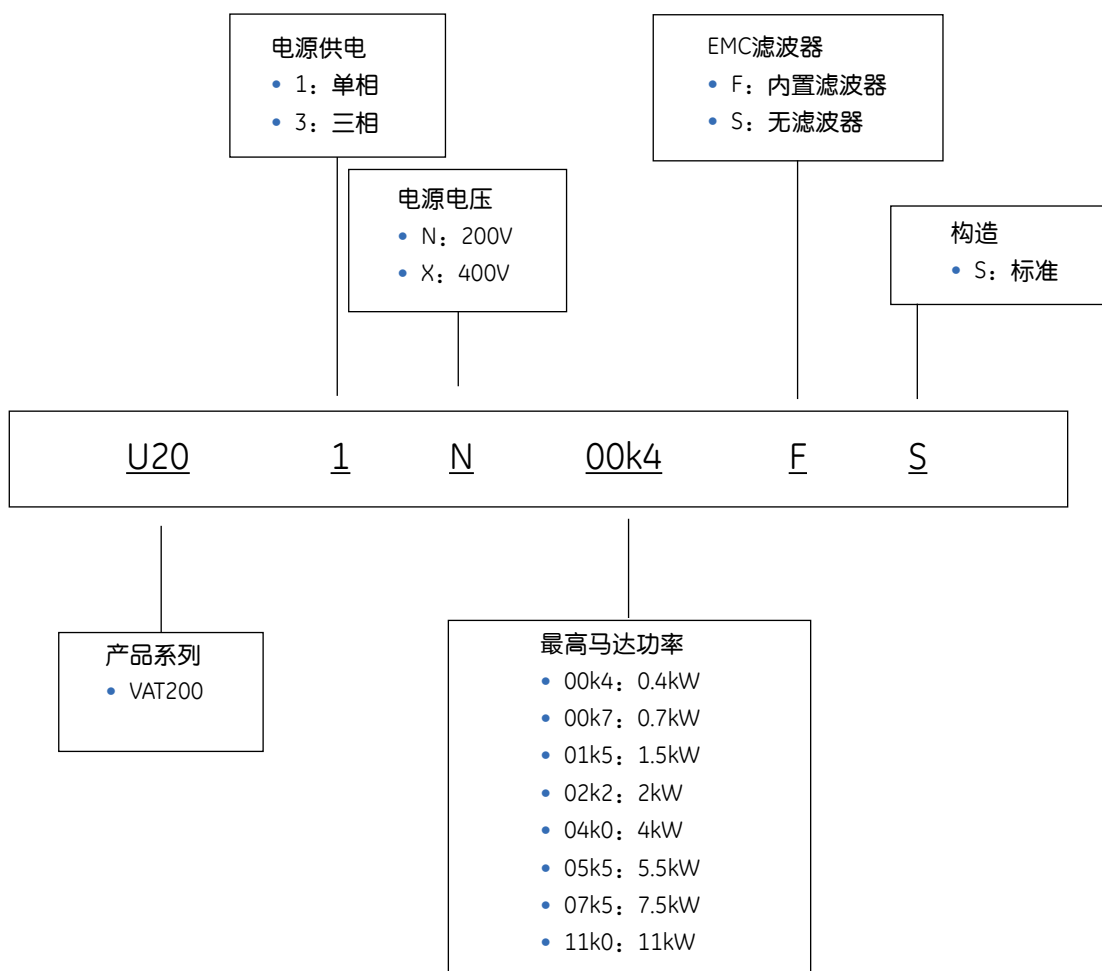 电源供电
• 1：单相
• 3：三相
EMC滤波器
• F：内置滤波器
• S：无滤波器
电源电压
• N：200V
• X：400V
构造
• S：标准
U20 1 N 00k4 F S
产品系列
• VAT200
最高马达功率
• 00k4：0.4kW
• 00k7：0.7kW
• 01k5：1.5kW
• 02k2：2kW
• 04k0：4kW
• 05k5：5.5kW
• 07k5：7.5kW
• 11k0：11kW